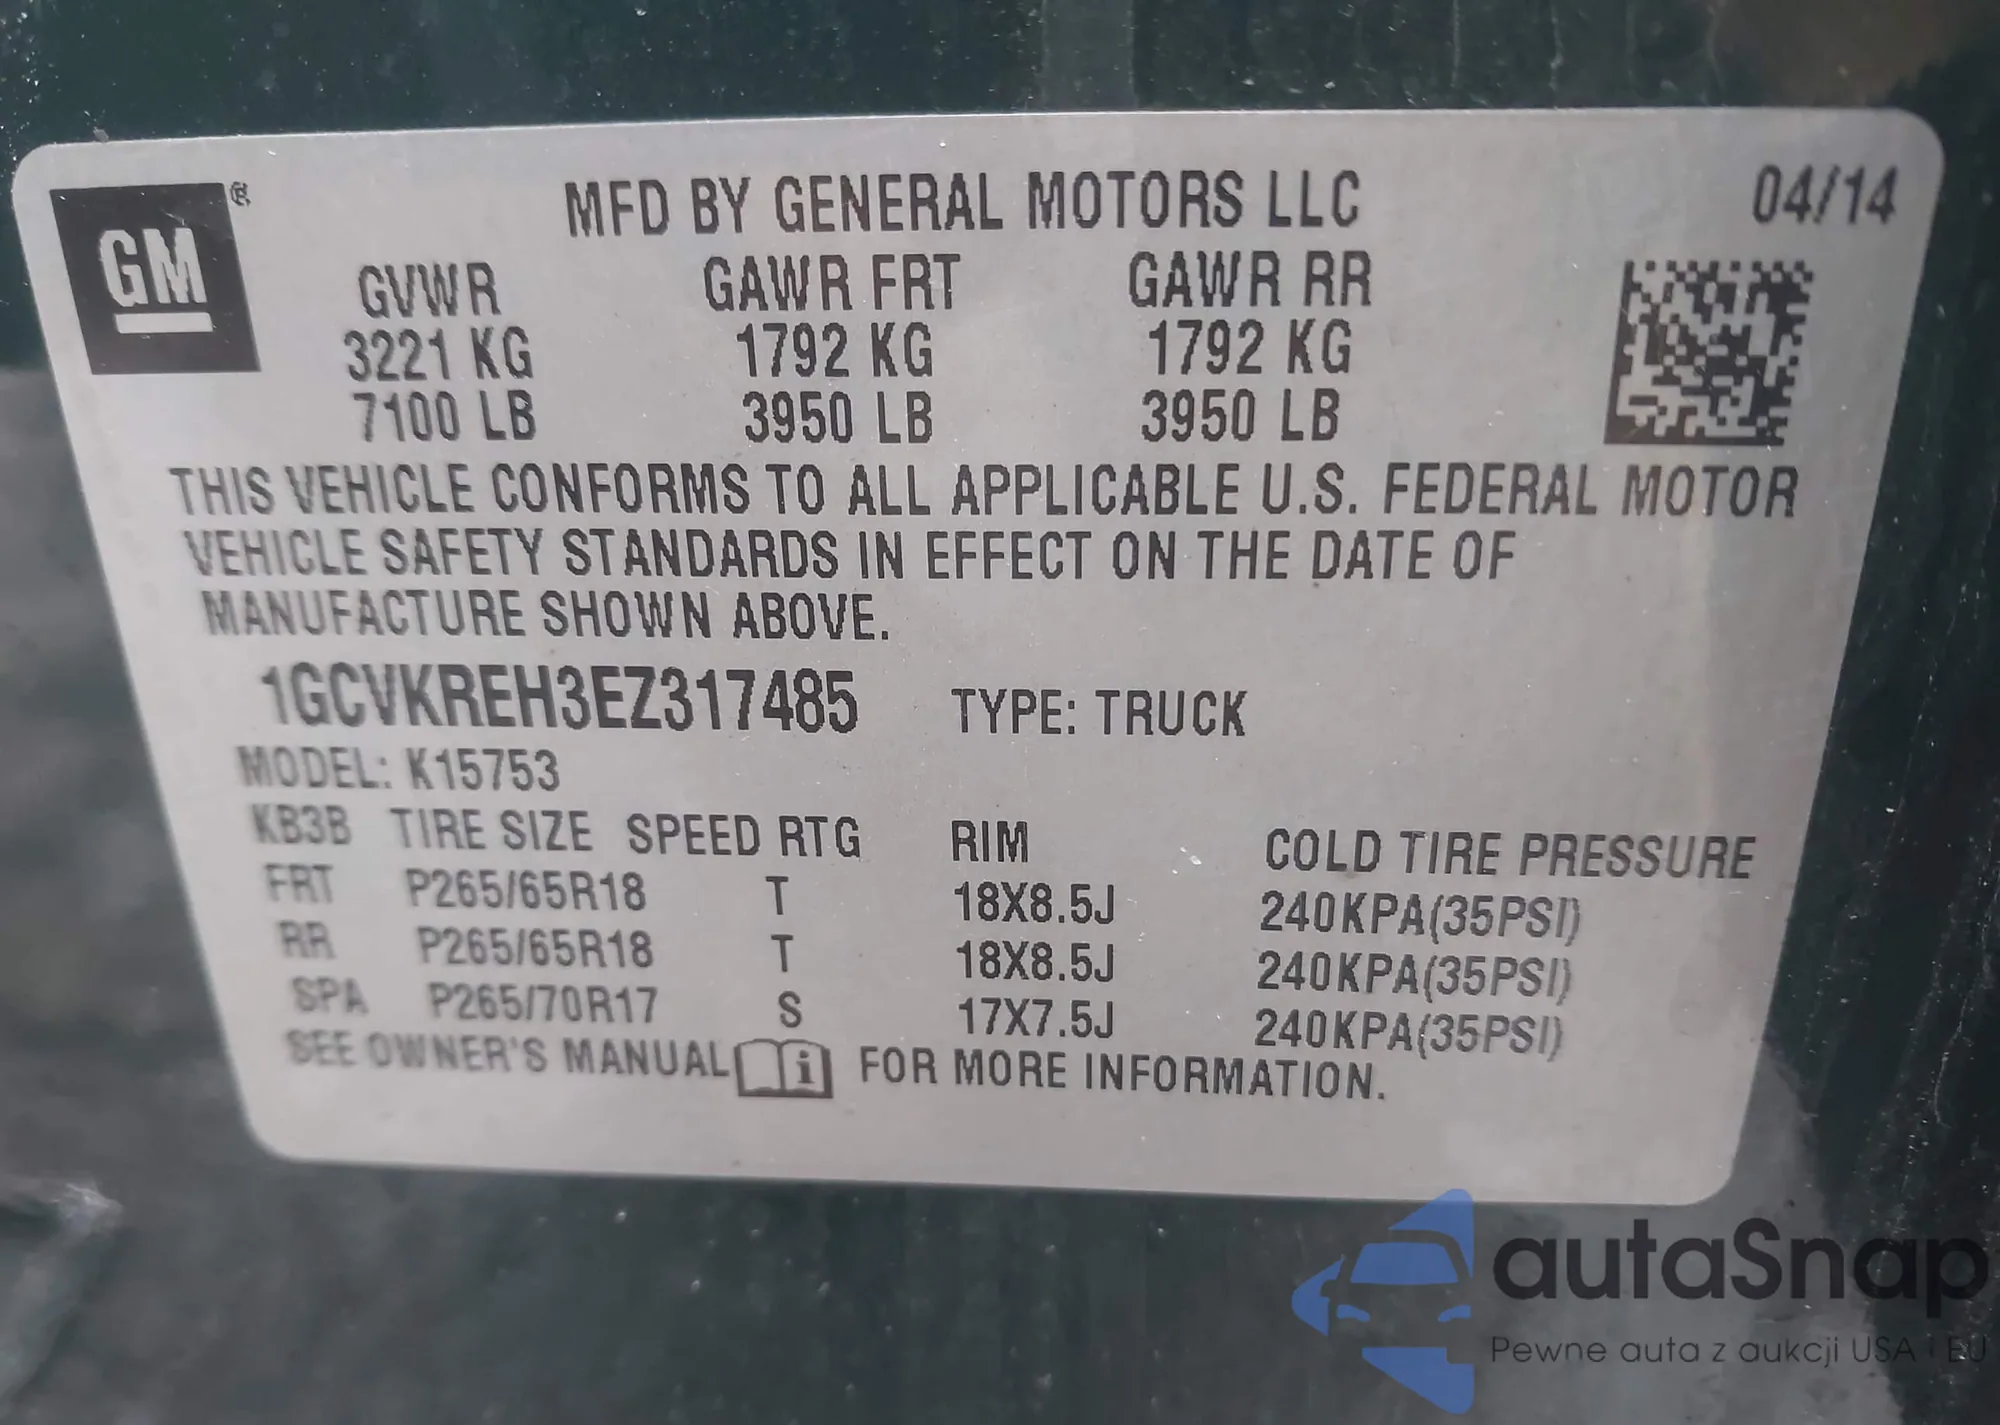 GM ®
MFD BY GENERAL MOTORS LLC 04/14
GVWR GAWR FRT GAWR RR
3221 KG 1792 KG 1792 KG
7100 LB 3950 LB 3950 LB
THIS VEHICLE CONFORMS TO ALL APPLICABLE U.S. FEDERAL MOTOR
VEHICLE SAFETY STANDARDS IN EFFECT ON THE DATE OF
MANUFACTURE SHOWN ABOVE.
1GCVKREH3EZ317485 TYPE: TRUCK
MODEL: K15753
KB3B TIRE SIZE SPEED RTG RIM COLD TIRE PRESSURE
FRT P265/65R18 T 18X8.5J 240KPA(35PSI)
RR P265/65R18 T 18X8.5J 240KPA(35PSI)
SPA P265/70R17 S 17X7.5J 240KPA(35PSI)
SEE OWNER'S MANUAL i FOR MORE INFORMATION.
autaSnap
Pewne auta z aukcji USA i EU